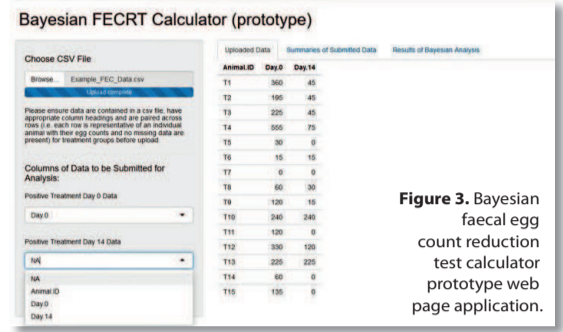 Bayesian FECRT Calculator (prototype)
Choose CSV File
Browse... Example_FEC_Data.csv
Upload complete
Please ensure data are contained in a csv file, have
appropriate column headings and are paired across
rows (i.e. each row is representative of an individual
animal with their egg counts and no missing data are
present) for treatment groups before upload.
Columns of Data to be Submitted for
Analysis:
Positive Treatment Day 0 Data
Day.0
Positive Treatment Day 14 Data
NA
NA
Animal.ID
Day.0
Day.14
Uploaded Data Summaries of Submitted Data Results of Bayesian Analysis
Animal.ID Day.0 Day.14
T1 360 45
T2 195 45
T3 225 45
T4 555 75
T5 30 0
T6 15 15
T7 0 0
T8 60 30
T9 120 15
T10 240 240
T11 120 0
T12 330 120
T13 225 225
T14 60 0
T15 135 0
Figure 3. Bayesian
faecal egg
count reduction
test calculator
prototype web
page application.